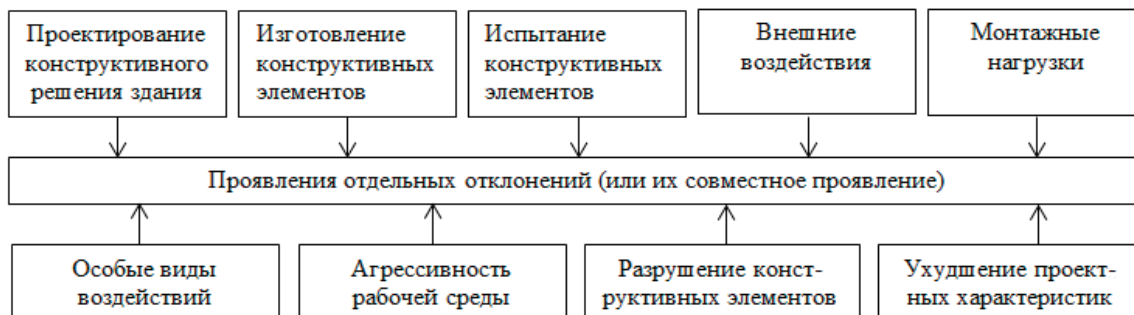 Проектирование
конструктивного
решения здания
Изготовление
конструктивных
элементов
Испытание
конструктивных
элементов
Внешние
воздействия
Монтажные
нагрузки
Проявления отдельных отклонений (или их совместное проявление)
Особые виды
воздействий
Агрессивность
рабочей среды
Разрушение конст-
руктивных элементов
Ухудшение проект-
ных характеристик